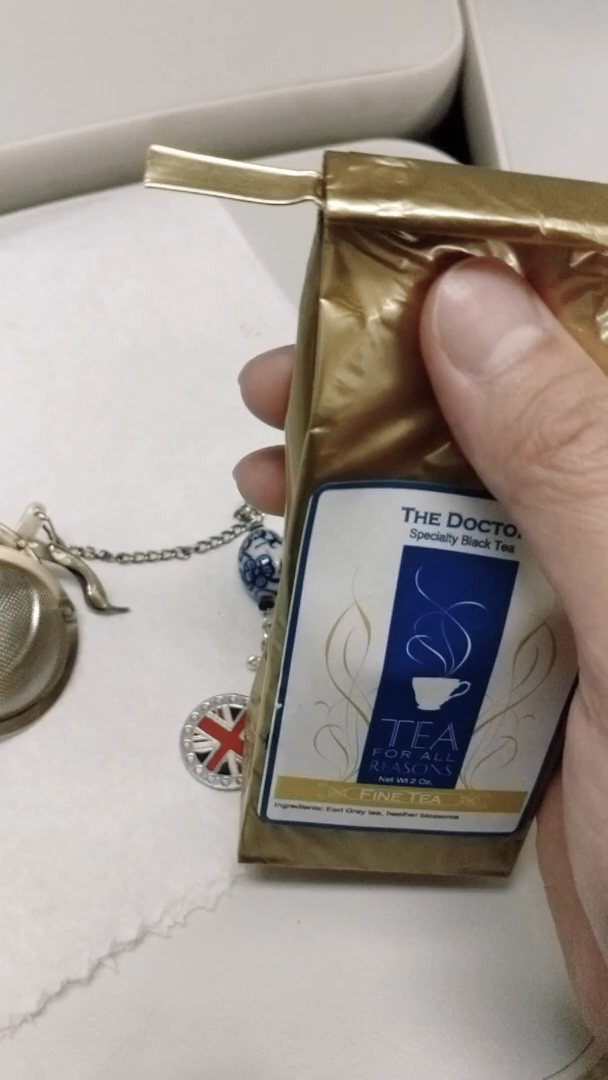 THE DOCTO
Specialty Black Tea
TEA
FOR ALL
REASONS
Net Wt 2 Oz.
FINE TEA
Ingredients: Earl Grey tea, heather blossoms